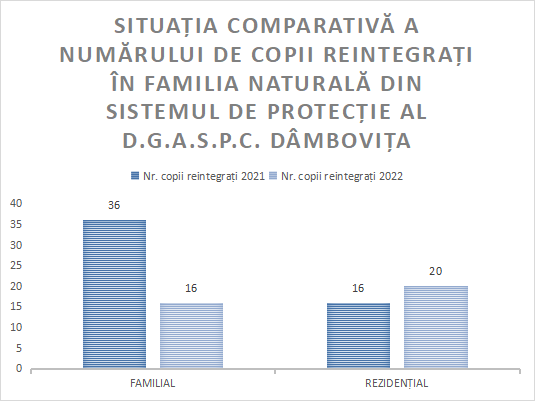 SITUAȚIA COMPARATIVĂ A
NUMĂRULUI DE COPII REINTEGRAȚI
ÎN FAMILIA NATURALĂ DIN
SISTEMUL DE PROTECȚIE AL
D.G.A.S.P.C. DÂMBOVIȚA
Nr. copii reintegrați 2021 Nr. copii reintegrați 2022
40
35
30
25
20
15
10
5
0
36
16
16
20
FAMILIAL REZIDENȚIAL